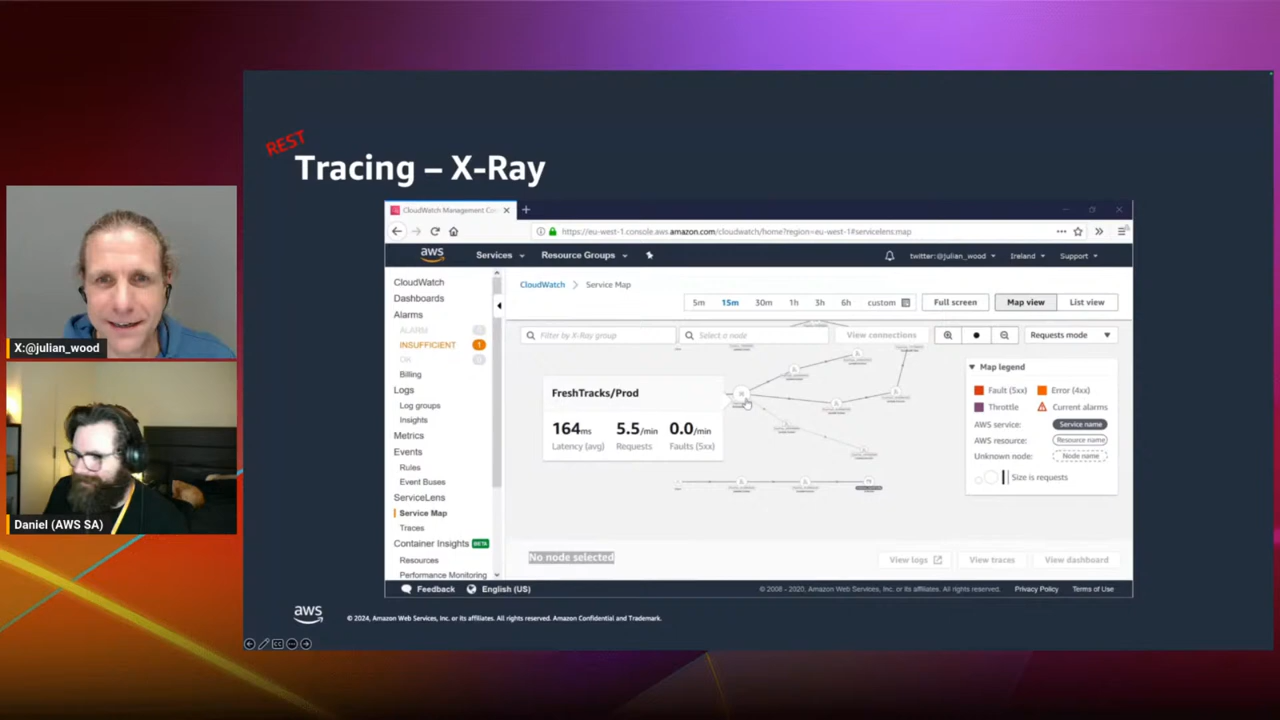 REST
Tracing – X-Ray
CloudWatch Management Co
https://eu-west-1.console.aws.amazon.com/cloudwatch/home?region=eu-west-1#servicelens:map
aws
Services
Resource Groups
twitter:@julian_wood
Ireland
Support
CloudWatch
Dashboards
Alarms
ALARM
INSUFFICIENT 1
OK
Billing
Logs
Log groups
Insights
Metrics
Events
Rules
Event Buses
ServiceLens
Service Map
Traces
Container Insights BETA
Resources
Performance Monitoring
CloudWatch > Service Map
5m 15m 30m 1h 3h 6h custom
Full screen
Map view
List view
Filter by X-Ray group
Select a node
View connections
Requests mode
FreshTracks/Prod
164ms 5.5/min 0.0/min
Latency (avg) Requests Faults (5xx)
Map legend
Fault (5xx) Error (4xx)
Throttle Current alarms
AWS service: Service name
AWS resource: Resource name
Unknown node: Node name
Size is requests
No node selected
View logs
View traces
View dashboard
Feedback
English (US)
© 2008 - 2020, Amazon Web Services, Inc. or its affiliates. All rights reserved.
Privacy Policy
Terms of Use
aws
© 2024, Amazon Web Services, Inc. or its affiliates. All rights reserved. Amazon Confidential and Trademark.
X:@julian_wood
Daniel (AWS SA)